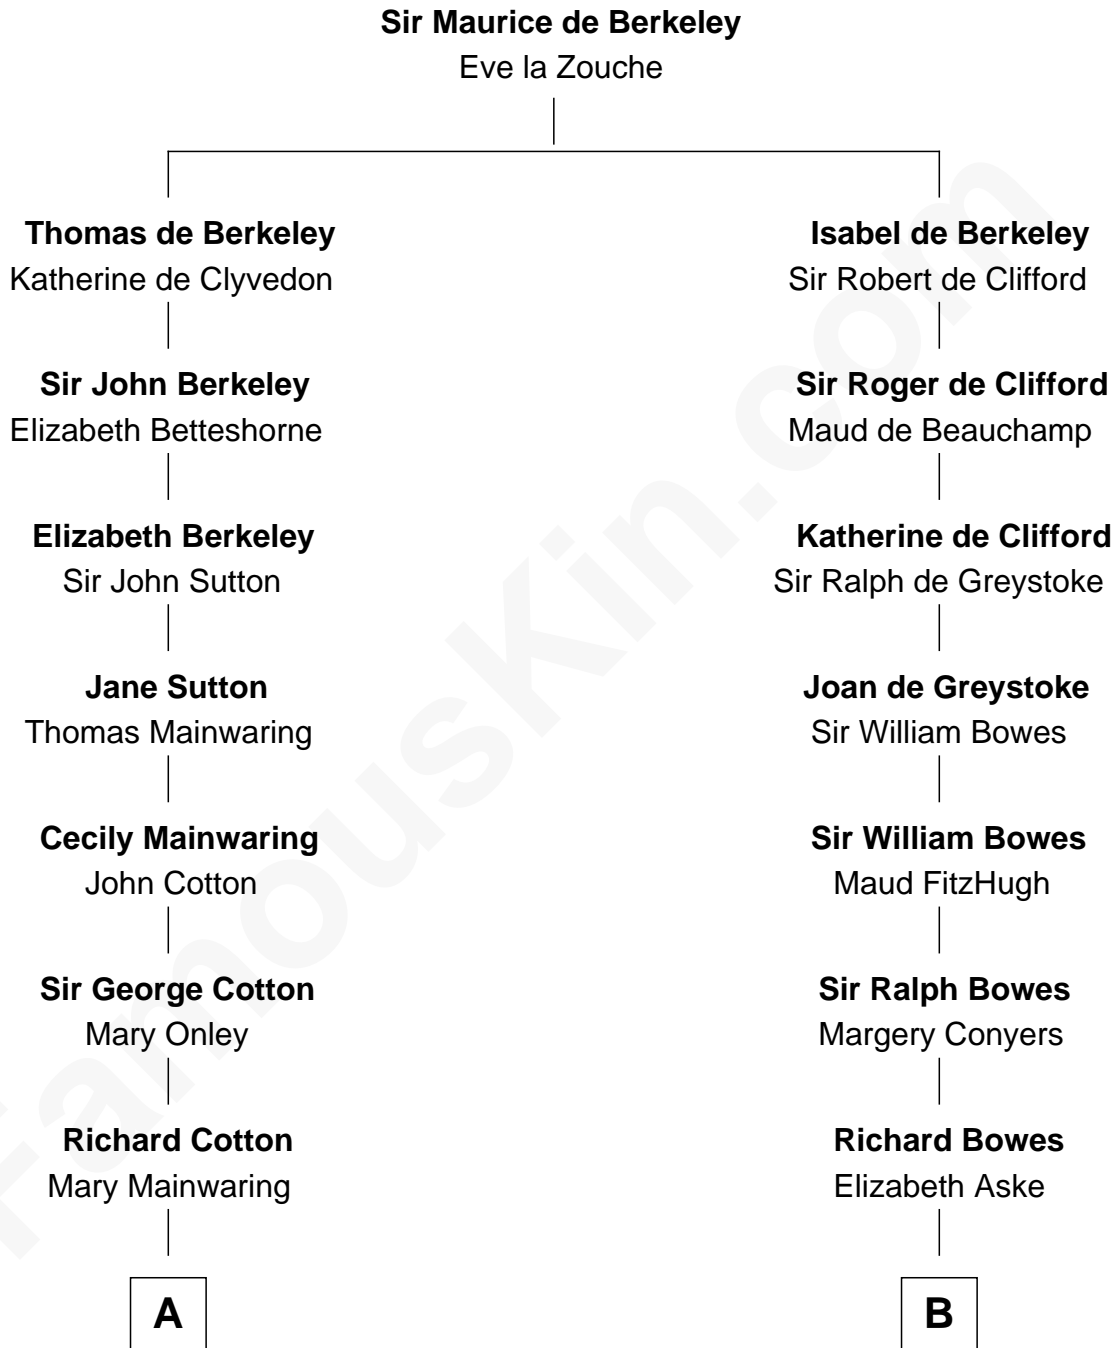 Sir Maurice de Berkeley
Eve la Zouche
Thomas de Berkeley
Katherine de Clyvedon
Isabel de Berkeley
Sir Robert de Clifford
Sir John Berkeley
Elizabeth Betteshorne
Sir Roger de Clifford
Maud de Beauchamp
Elizabeth Berkeley
Sir John Sutton
Katherine de Clifford
Sir Ralph de Greystoke
Jane Sutton
Thomas Mainwaring
Joan de Greystoke
Sir William Bowes
Cecily Mainwaring
John Cotton
Sir William Bowes
Maud FitzHugh
Sir George Cotton
Mary Onley
Sir Ralph Bowes
Margery Conyers
Richard Cotton
Mary Mainwaring
Richard Bowes
Elizabeth Aske
A
B
FamousKin.com